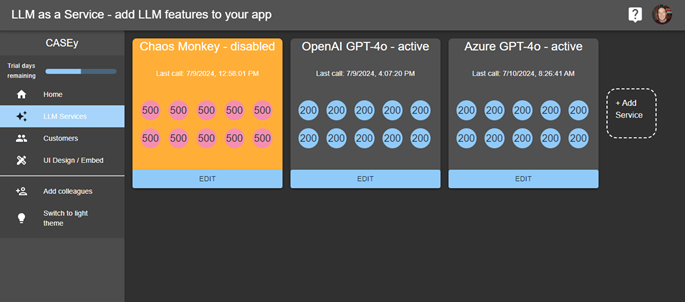 LLM as a Service - add LLM features to your app
?
CASEy
Trial days
remaining
Home
LLM Services
Customers
UI Design / Embed
Add colleagues
Switch to light
theme
Chaos Monkey - disabled
Last call: 7/9/2024, 12:58:01 PM
500 500 500 500 500
500 500 500 500 500
EDIT
OpenAI GPT-4o - active
Last call: 7/9/2024, 4:07:20 PM
200 200 200 200 200
200 200 200 200 200
EDIT
Azure GPT-4o - active
Last call: 7/10/2024, 8:26:41 AM
200 200 200 200 200
200 200 200 200 200
EDIT
+ Add
Service